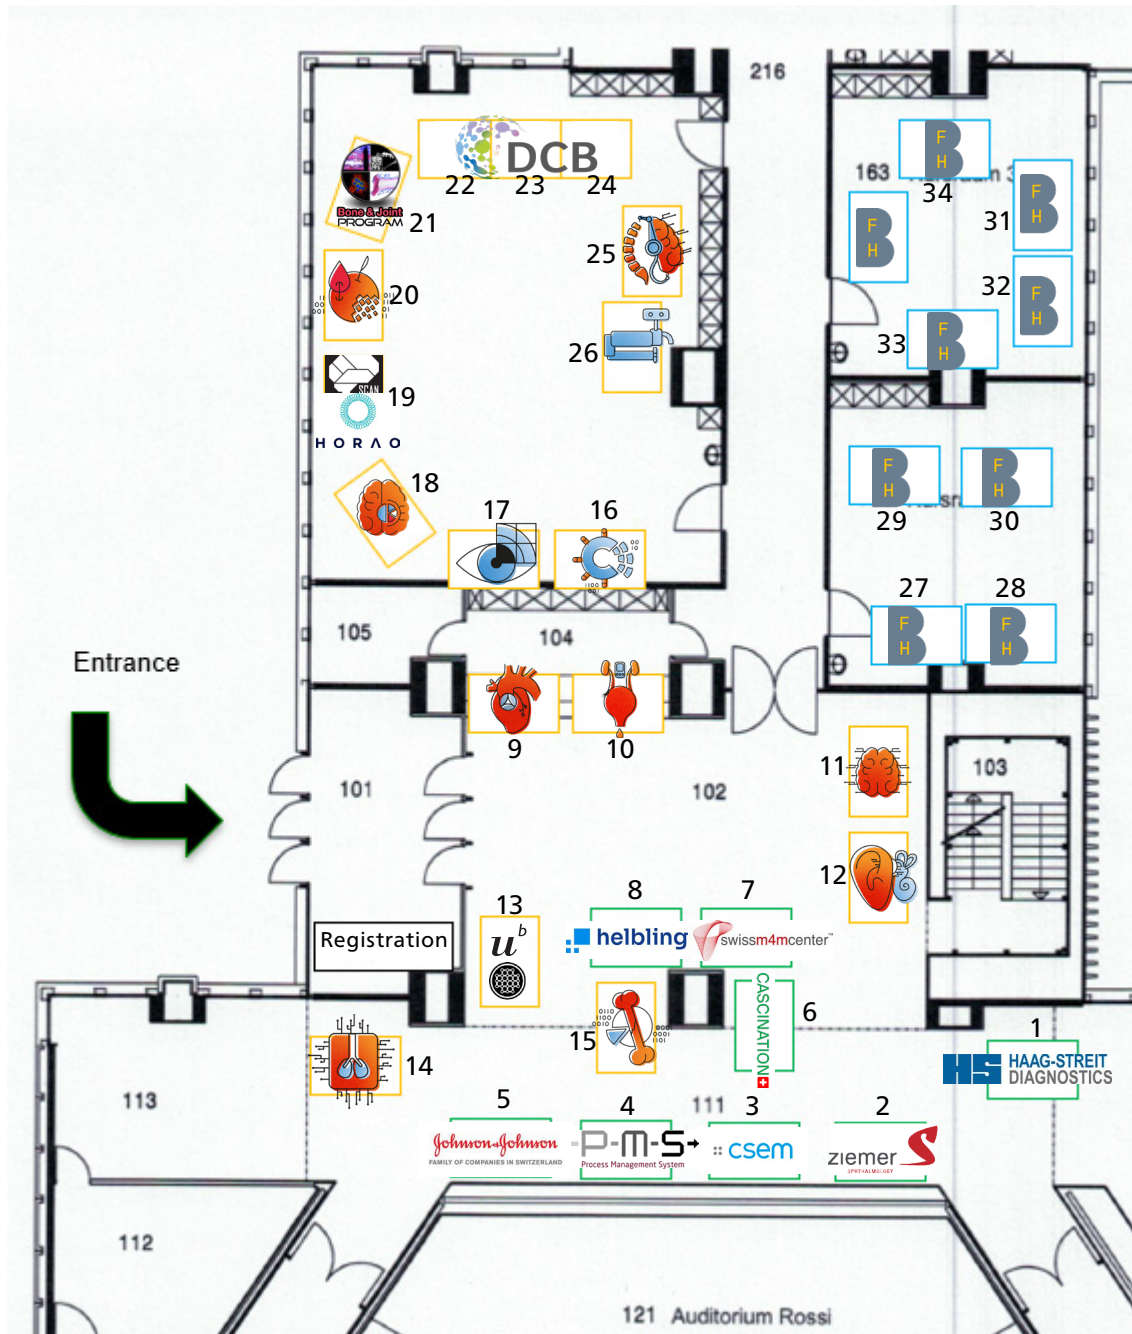 216
DCB
22 23 24
Bone & Joint
PROGRAM
21
163
34
31
F
H
F
H
F
H
F
H
F
H
25
20
32
33
26
SCAN
19
HORAO
18
17
16
F
H
F
H
29
30
27
28
F
H
F
H
105
104
Entrance
9
10
11
103
101
102
12
13
8
7
Registration
u^b
helbling
swissm4mcenter™
CASCINATION
6
15
1
HS HAAG-STREIT
DIAGNOSTICS
14
113
5
4
111
3
2
Johnson & Johnson
FAMILY OF COMPANIES IN SWITZERLAND
P-M-S
Process Management System
csem
ziemer
OPHTHALMOLOGY
112
121 Auditorium Rossi